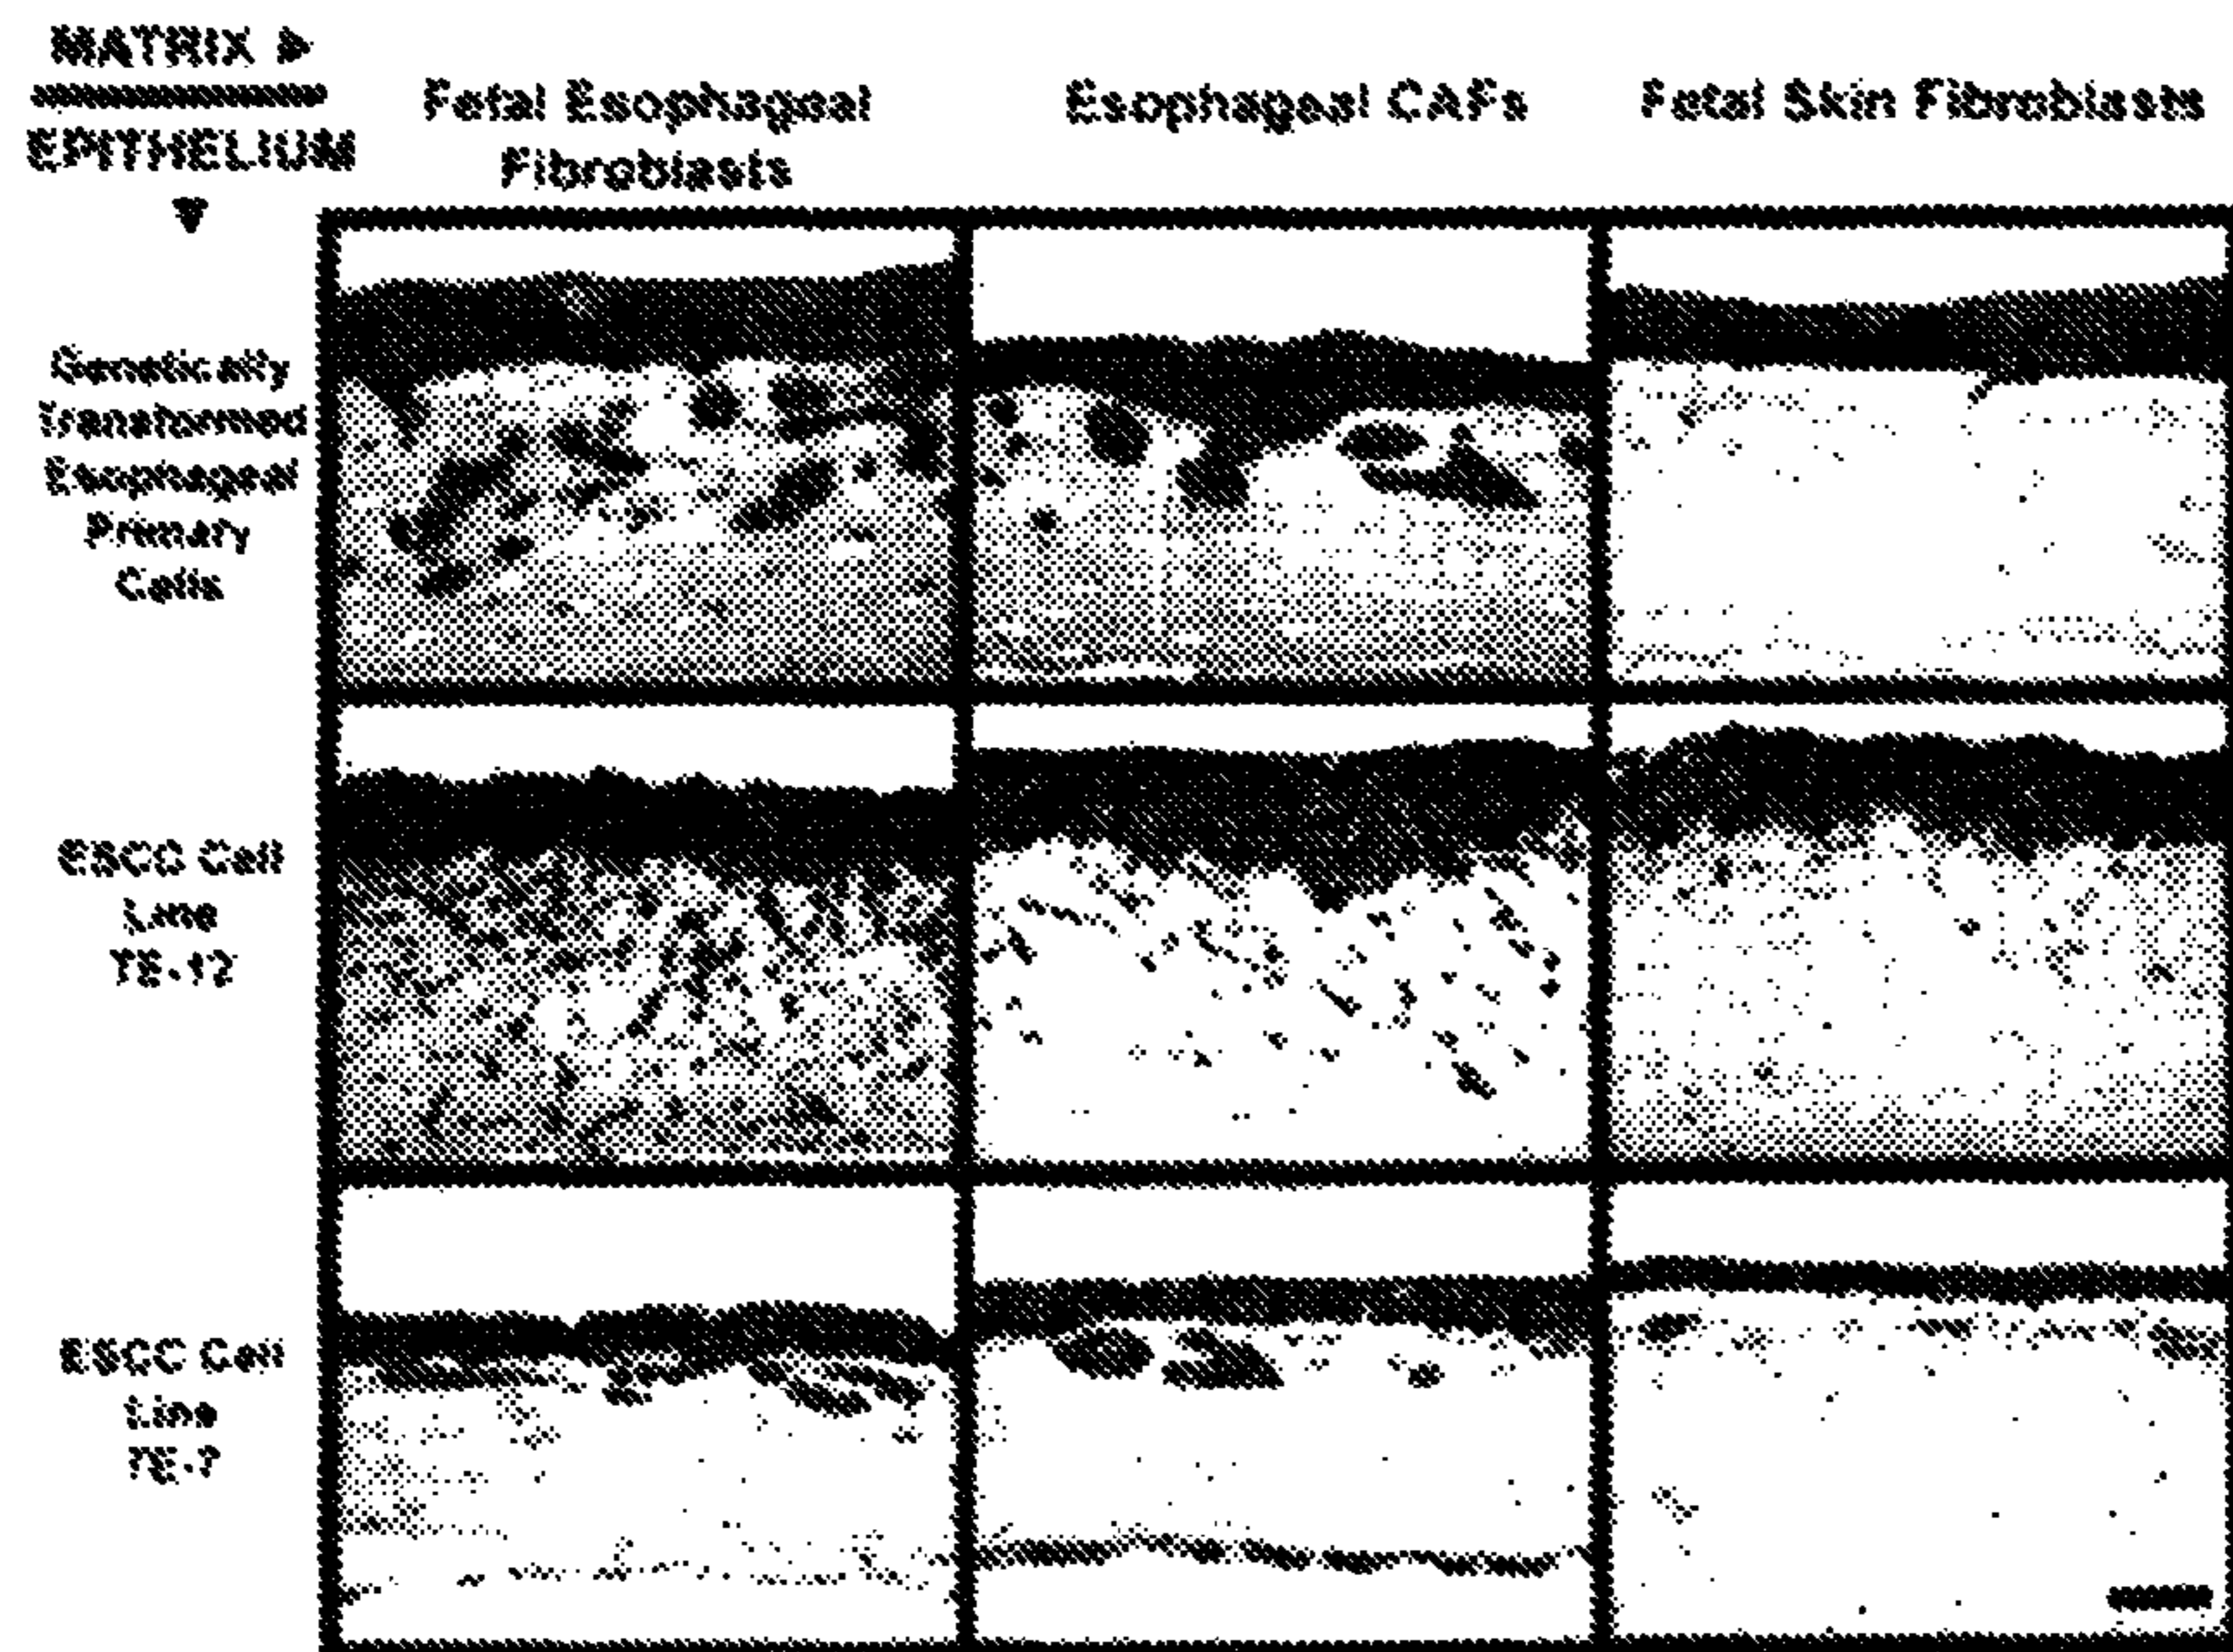 MATRIX ▶
EPITHELIUM
▼
Fetal Esophageal
Fibroblasts
Esophageal CAFs
Fetal Skin Fibroblasts
Genetically
Transformed
Esophageal
Primary
Cells
ESCC Cell
Line
TE-12
ESCC Cell
Line